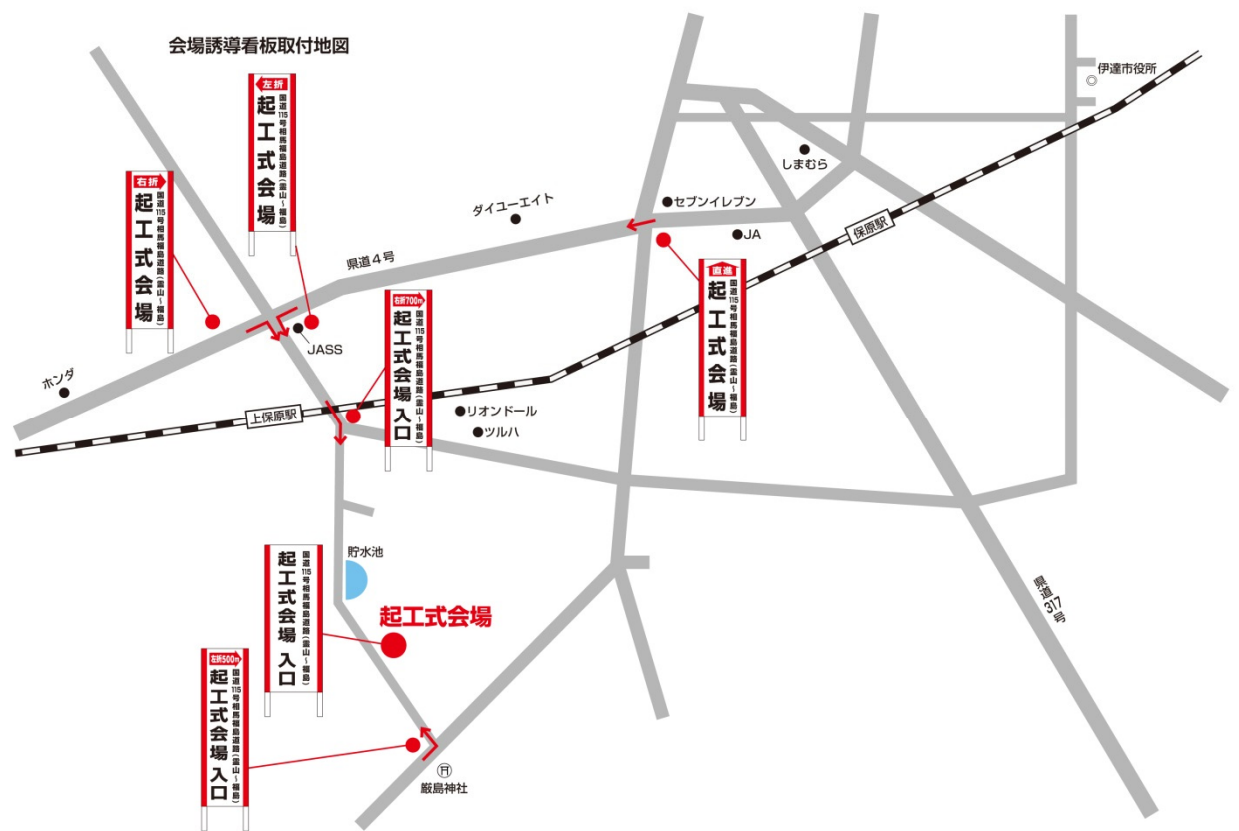 会場誘導看板取付地図
左折
起工式会場
国道115号相馬福島道路(霊山～福島)
右折
起工式会場
国道115号相馬福島道路(霊山～福島)
伊達市役所
しまむら
セブンイレブン
ダイユーエイト
JA
保原駅
県道4号
直進
起工式会場
国道115号相馬福島道路(霊山～福島)
右折700m
起工式会場 入口
国道115号相馬福島道路(霊山～福島)
JASS
ホンダ
上保原駅
リオンドール
ツルハ
貯水池
起工式会場 入口
国道115号相馬福島道路(霊山～福島)
起工式会場
県道317号
左折500m
起工式会場 入口
国道115号相馬福島道路(霊山～福島)
厳島神社